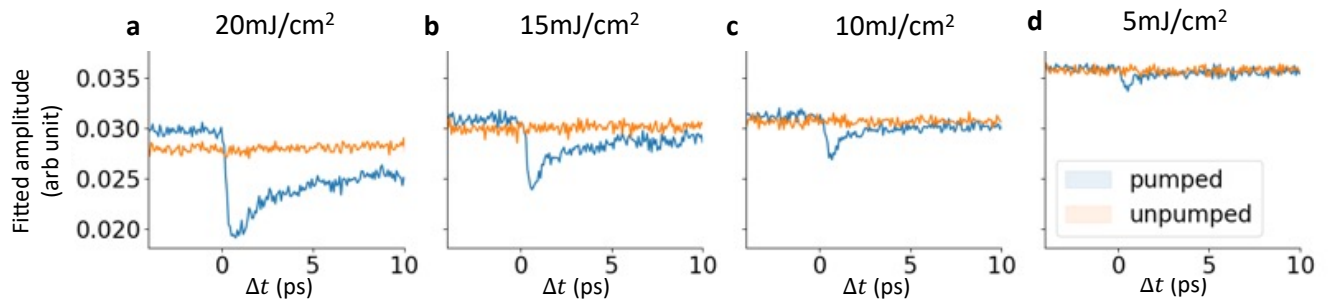 a 20mJ/cm²
b 15mJ/cm²
c 10mJ/cm²
d 5mJ/cm²
Fitted amplitude
(arb unit)
0.035
0.030
0.025
0.020
pumped
unpumped
0 5 10
0 5 10
0 5 10
0 5 10
Δt (ps)
Δt (ps)
Δt (ps)
Δt (ps)